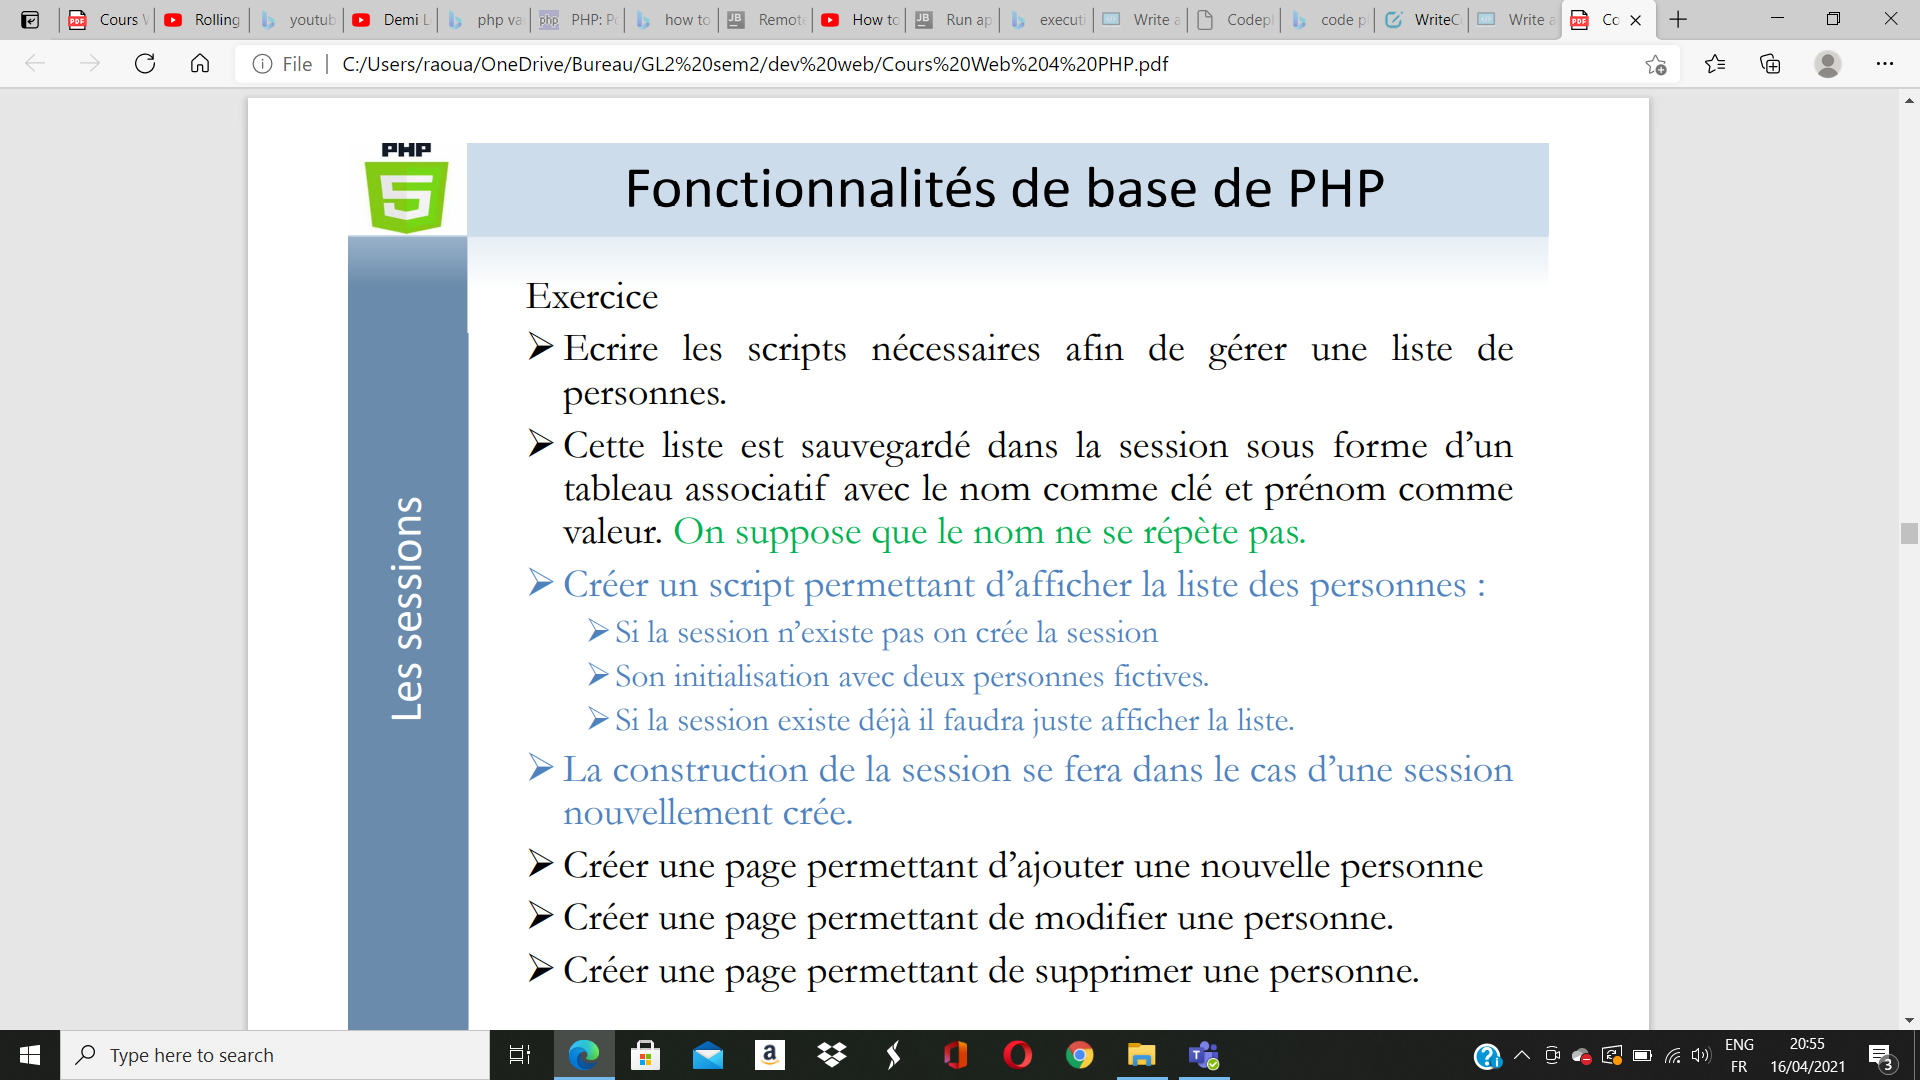 Cours
Rolling
youtub
Demi L
php va
php PHP: Po
how to
JB Remot
How to
JB Run ap
executi
Write a
Codepl
code p
WriteC
Write a
PDF Co
File | C:/Users/raoua/OneDrive/Bureau/GL2%20sem2/dev%20web/Cours%20Web%204%20PHP.pdf
PHP
5
Fonctionnalités de base de PHP
Les sessions
Exercice
Ecrire les scripts nécessaires afin de gérer une liste de
personnes.
Cette liste est sauvegardé dans la session sous forme d’un
tableau associatif avec le nom comme clé et prénom comme
valeur. On suppose que le nom ne se répète pas.
Créer un script permettant d’afficher la liste des personnes :
Si la session n’existe pas on crée la session
Son initialisation avec deux personnes fictives.
Si la session existe déjà il faudra juste afficher la liste.
La construction de la session se fera dans le cas d’une session
nouvellement crée.
Créer une page permettant d’ajouter une nouvelle personne
Créer une page permettant de modifier une personne.
Créer une page permettant de supprimer une personne.
Type here to search
ENG
FR
20:55
16/04/2021
3